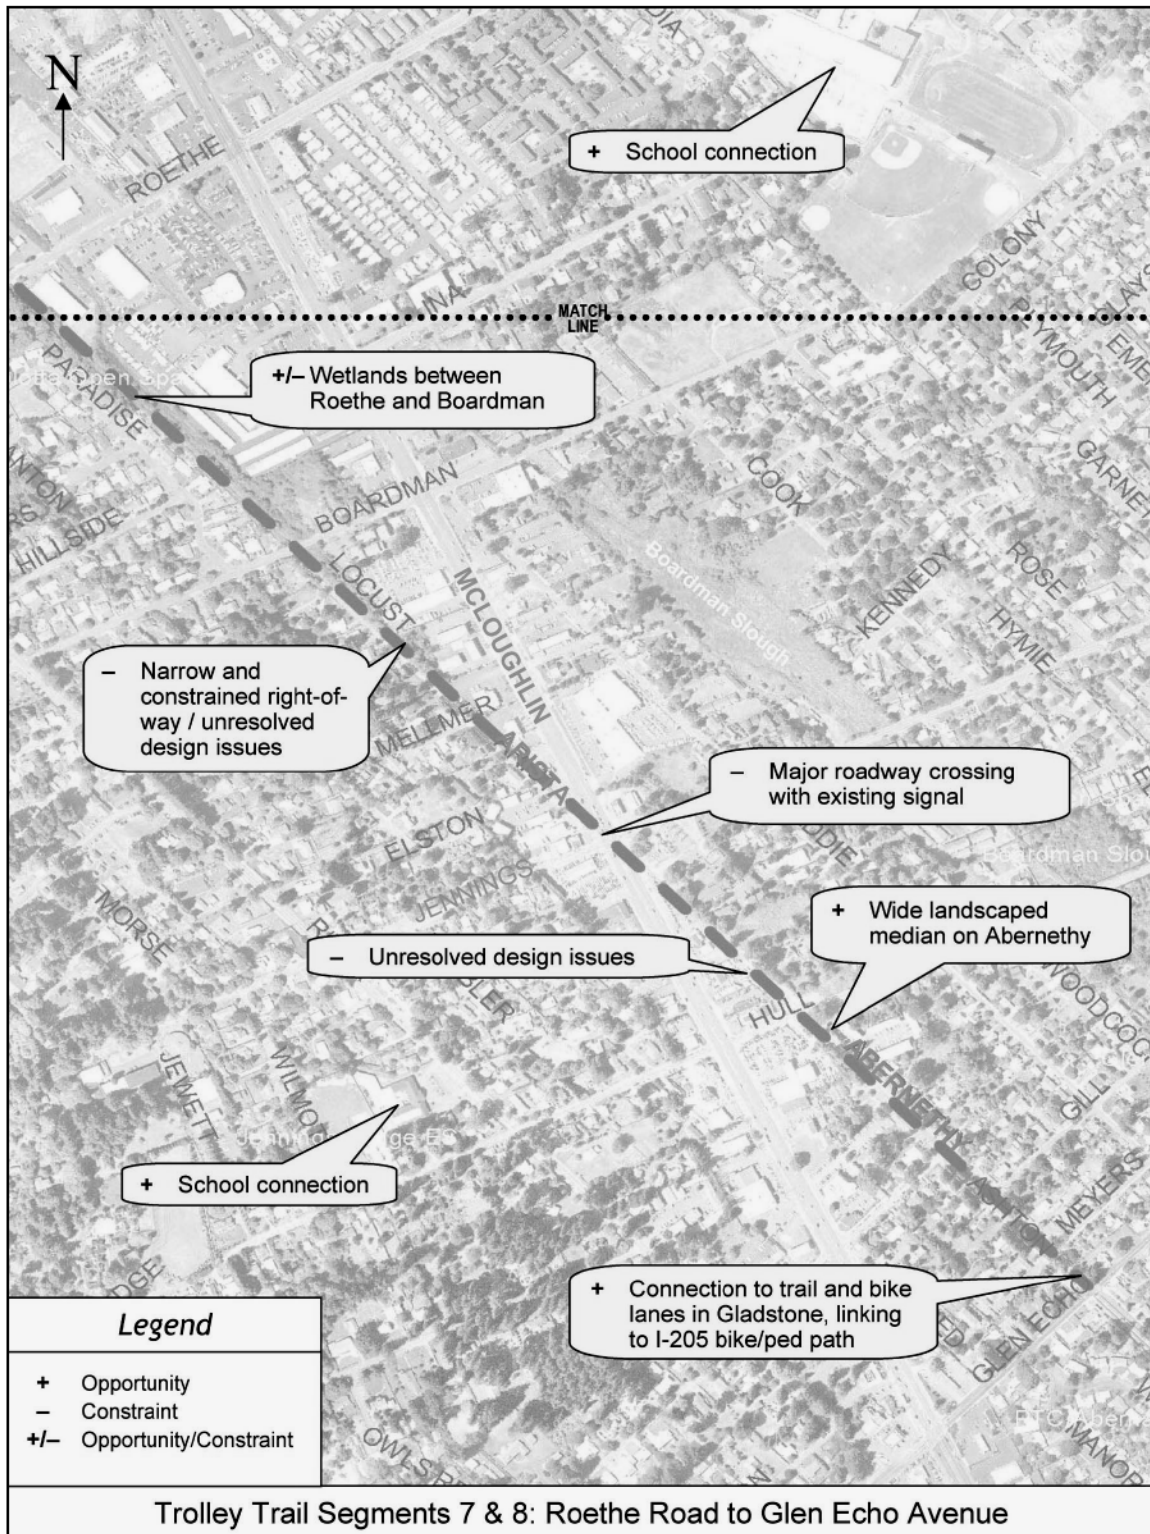 N
ROETHE
+ School connection
COLONY
PLYMOUTH
MATCH
LINE
PARADISE
+/– Wetlands between
Roethe and Boardman
GARNET
COOK
BOARDMAN
HILLSIDE
LOCUST
MCLOUGHLIN
Boardman Slough
KENNEDY
ROSE
HYMIE
– Narrow and
constrained right-of-
way / unresolved
design issues
MELLMER
ARISTA
– Major roadway crossing
with existing signal
ELSTON
JENNINGS
MORSE
+ Wide landscaped
median on Abernethy
– Unresolved design issues
HULL
ABERNETHY
JEWETT
GILL
+ School connection
MEYERS
+ Connection to trail and bike
lanes in Gladstone, linking
to I-205 bike/ped path
GLEN ECHO
MANOR
Legend
+ Opportunity
– Constraint
+/– Opportunity/Constraint
Trolley Trail Segments 7 & 8: Roethe Road to Glen Echo Avenue